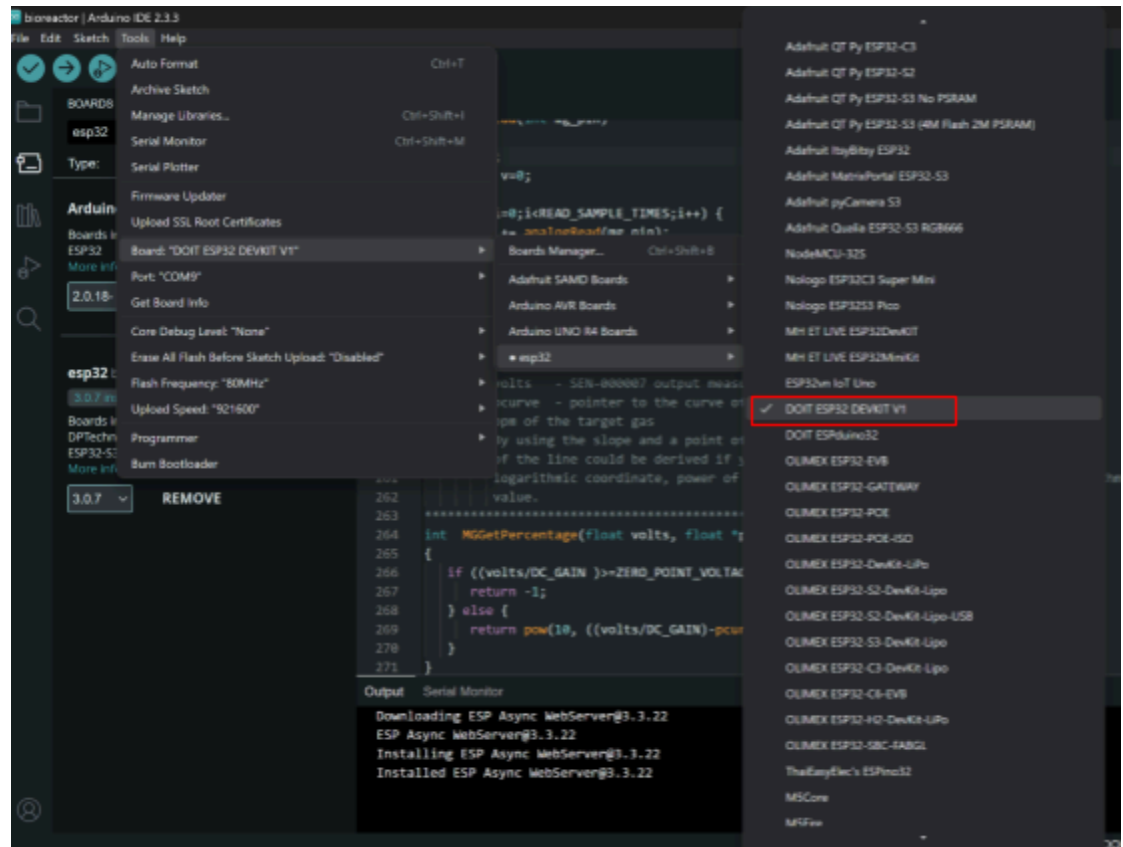 bioreactor | Arduino IDE 2.3.3
File Edit Sketch Tools Help
Auto Format Ctrl+T
Archive Sketch
Manage Libraries... Ctrl+Shift+I
Serial Monitor Ctrl+Shift+M
Serial Plotter
Firmware Updater
Upload SSL Root Certificates
Board: "DOIT ESP32 DEVKIT V1"
Port: "COM9"
Get Board Info
Core Debug Level: "None"
Erase All Flash Before Sketch Upload: "Disabled"
Flash Frequency: "80MHz"
Upload Speed: "921600"
Programmer
Burn Bootloader
BOARDS
esp32
Type:
Arduin
Boards i
ESP32
More inf
2.0.18-
esp32
3.0.7 in
Boards i
DPTechn
ESP32-S3
More inf
3.0.7 REMOVE
Boards Manager... Ctrl+Shift+B
Adafruit SAMD Boards
Arduino AVR Boards
Arduino UNO R4 Boards
esp32
Adafruit QT Py ESP32-C3
Adafruit QT Py ESP32-S2
Adafruit QT Py ESP32-S3 No PSRAM
Adafruit QT Py ESP32-S3 (4M Flash 2M PSRAM)
Adafruit ItsyBitsy ESP32
Adafruit MatrixPortal ESP32-S3
Adafruit pyCamera S3
Adafruit Qualia ESP32-S3 RGB666
NodeMCU-32S
Nologo ESP32C3 Super Mini
Nologo ESP32S3 Pico
MH ET LIVE ESP32DevKIT
MH ET LIVE ESP32MiniKit
ESP32vn IoT Uno
DOIT ESP32 DEVKIT V1
DOIT ESPduino32
OLIMEX ESP32-EVB
OLIMEX ESP32-GATEWAY
OLIMEX ESP32-POE
OLIMEX ESP32-POE-ISO
OLIMEX ESP32-DevKit-LiPo
OLIMEX ESP32-S2-DevKit-Lipo
OLIMEX ESP32-S2-DevKit-Lipo-USB
OLIMEX ESP32-S3-DevKit-Lipo
OLIMEX ESP32-C3-DevKit-Lipo
OLIMEX ESP32-C6-EVB
OLIMEX ESP32-H2-DevKit-LiPo
OLIMEX ESP32-SBC-FABGL
ThaiEasyElec's ESPino32
M5Core
M5Fire
v=0;
=0;i<READ_SAMPLE_TIMES;i++) {
+= analogRead(mg_pin);
volts - SEN-000007 output meas
pcurve - pointer to the curve o
ppm of the target gas
By using the slope and a point o
of the line could be derived if y
logarithmic coordinate, power of
262 value.
263 ************************************
264 int MGGetPercentage(float volts, float *p
265 {
266 if ((volts/DC_GAIN )>=ZERO_POINT_VOLTAG
267 return -1;
268 } else {
269 return pow(10, ((volts/DC_GAIN)-pcur
270 }
271 }
Output Serial Monitor
Downloading ESP Async WebServer@3.3.22
ESP Async WebServer@3.3.22
Installing ESP Async WebServer@3.3.22
Installed ESP Async WebServer@3.3.22